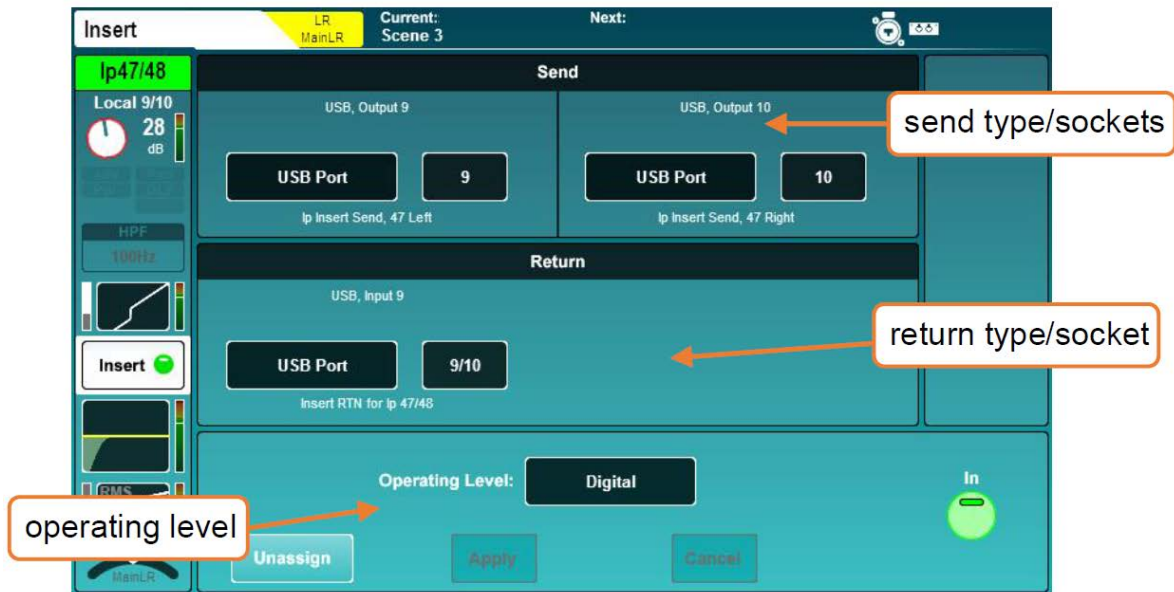 Insert
LR
MainLR
Current:
Scene 3
Next:
Ip47/48
Local 9/10
28
dB
HPF
100Hz
Insert
RMS
MainLR
Send
USB, Output 9
USB Port
9
Ip Insert Send, 47 Left
USB, Output 10
USB Port
10
Ip Insert Send, 47 Right
Return
USB, Input 9
USB Port
9/10
Insert RTN for Ip 47/48
Operating Level:
Digital
In
Unassign
Apply
Cancel
send type/sockets
return type/socket
operating level